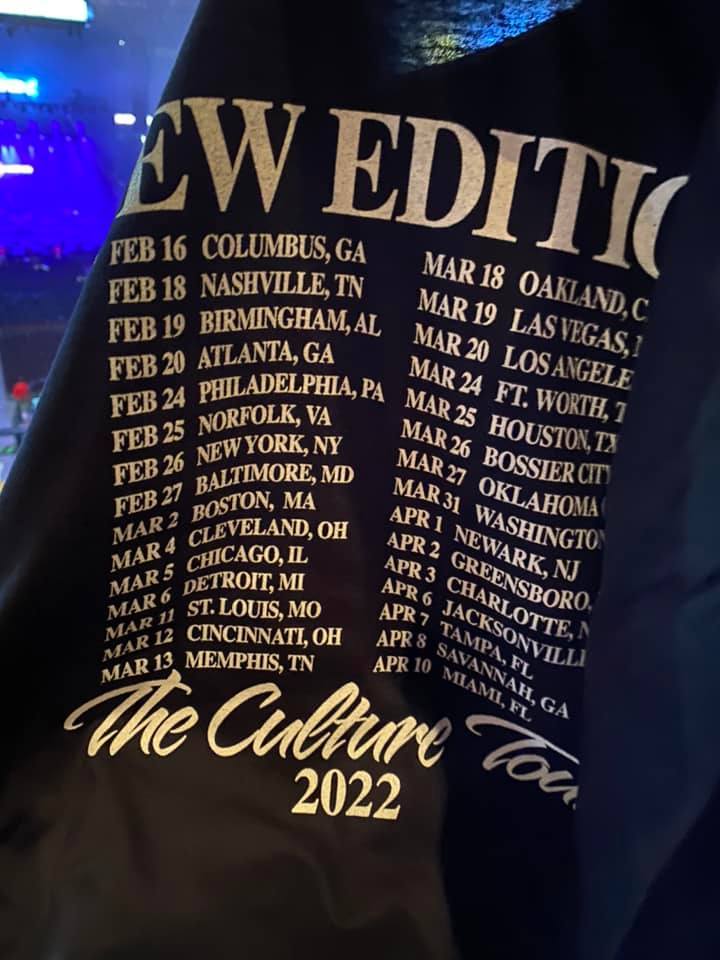 EW EDITIO
FEB 16 COLUMBUS, GA
FEB 18 NASHVILLE, TN
FEB 19 BIRMINGHAM, AL
FEB 20 ATLANTA, GA
FEB 24 PHILADELPHIA, PA
FEB 25 NORFOLK, VA
FEB 26 NEW YORK, NY
FEB 27 BALTIMORE, MD
MAR 2 BOSTON, MA
MAR 4 CLEVELAND, OH
MAR 5 CHICAGO, IL
MAR 6 DETROIT, MI
MAR 11 ST. LOUIS, MO
MAR 12 CINCINNATI, OH
MAR 13 MEMPHIS, TN
MAR 18 OAKLAND, C
MAR 19 LAS VEGAS,
MAR 20 LOS ANGELE
MAR 24 FT. WORTH, T
MAR 25 HOUSTON, TX
MAR 26 BOSSIER CIT
MAR 27 OKLAHOMA
MAR 31 WASHINGTON
APR 1 NEWARK, NJ
APR 2 GREENSBORO,
APR 3 CHARLOTTE, N
APR 6 JACKSONVILL
APR 7 TAMPA, FL
APR 8 SAVANNAH, GA
APR 10 MIAMI, FL
The Culture Tou
2022